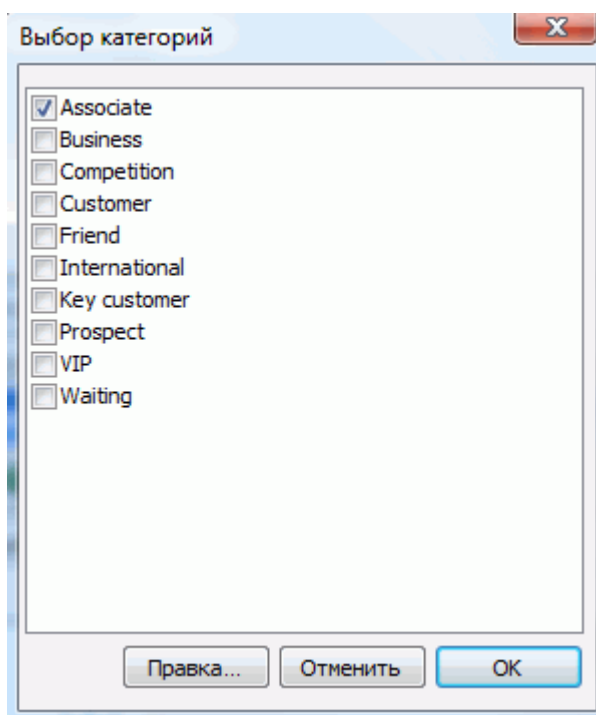 Выбор категорий
Associate
Business
Competition
Customer
Friend
International
Key customer
Prospect
VIP
Waiting
Правка... Отменить OK